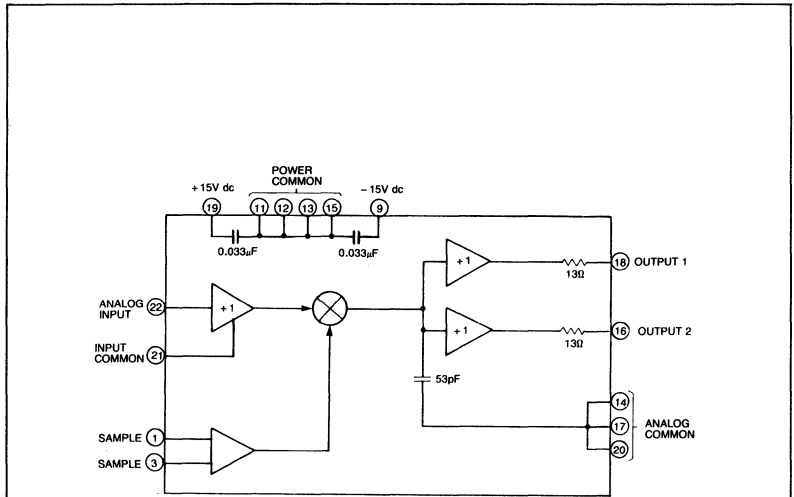 POWER
COMMON
+15V dc
-15V dc
19
11
12
13
15
9
0.033µF
0.033µF
+1
18
OUTPUT 1
13Ω
ANALOG
INPUT
22
+1
+1
16
OUTPUT 2
13Ω
INPUT
COMMON
21
53pF
14
17
20
ANALOG
COMMON
SAMPLE
1
SAMPLE
3